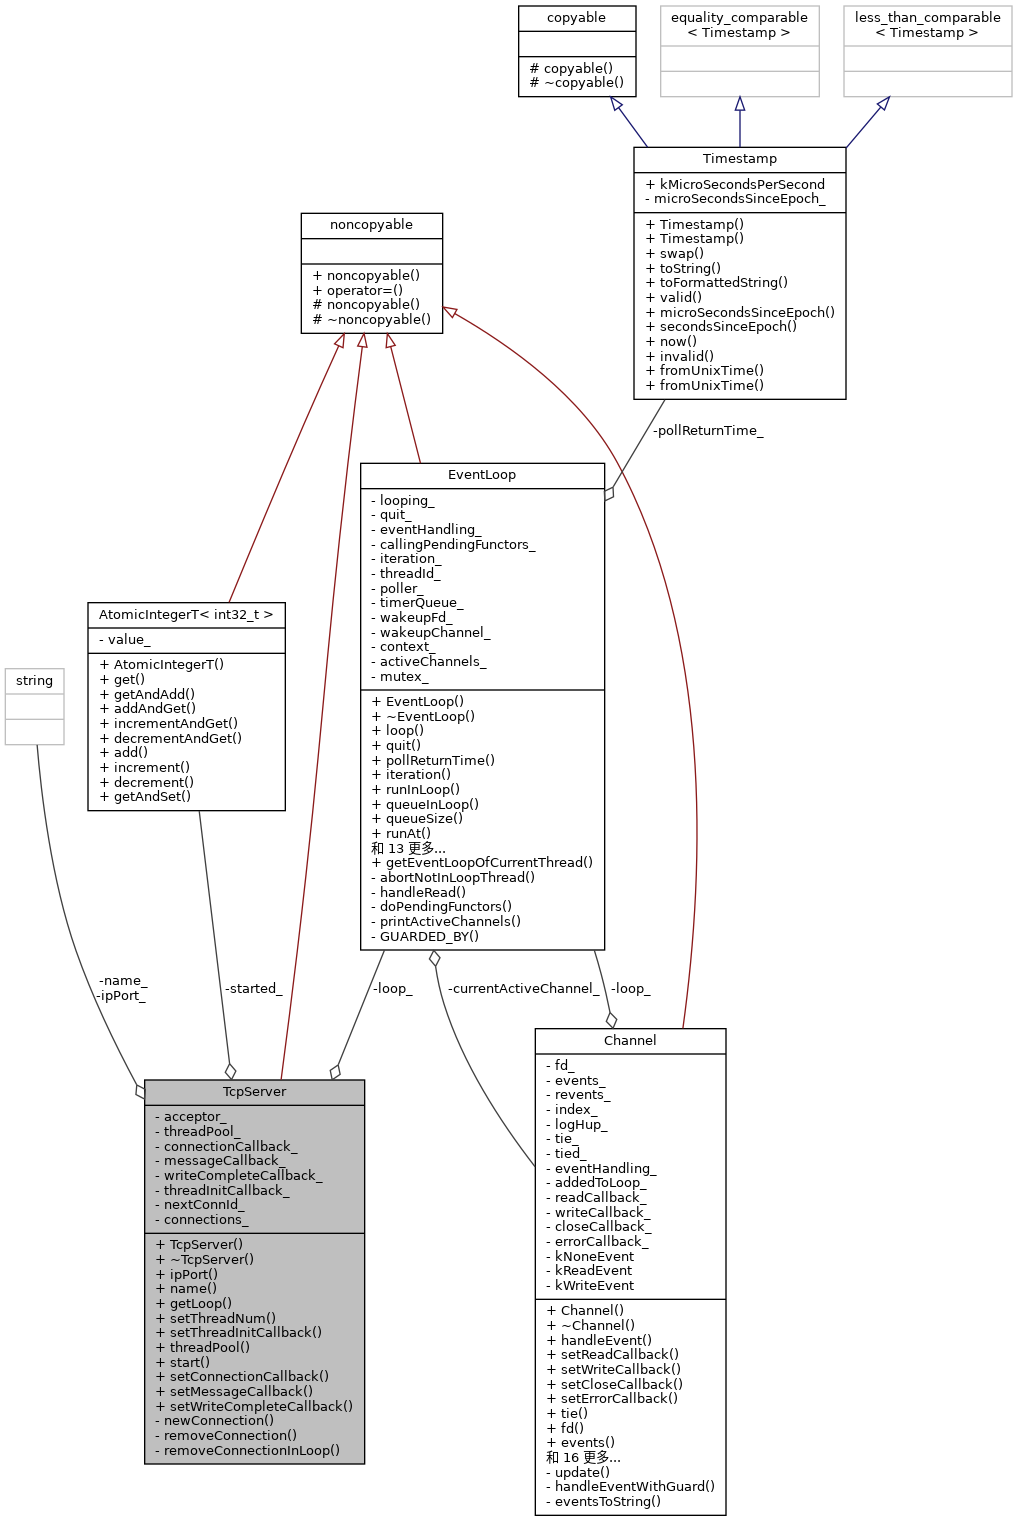 copyable
# copyable()
# ~copyable()
equality_comparable
< Timestamp >
less_than_comparable
< Timestamp >
Timestamp
+ kMicroSecondsPerSecond
- microSecondsSinceEpoch_
+ Timestamp()
+ Timestamp()
+ swap()
+ toString()
+ toFormattedString()
+ valid()
+ microSecondsSinceEpoch()
+ secondsSinceEpoch()
+ now()
+ invalid()
+ fromUnixTime()
+ fromUnixTime()
noncopyable
+ noncopyable()
+ operator=()
# noncopyable()
# ~noncopyable()
-pollReturnTime_
EventLoop
- looping_
- quit_
- eventHandling_
- callingPendingFunctors_
- iteration_
- threadId_
- poller_
- timerQueue_
- wakeupFd_
- wakeupChannel_
- context_
- activeChannels_
- mutex_
+ EventLoop()
+ ~EventLoop()
+ loop()
+ quit()
+ pollReturnTime()
+ iteration()
+ runInLoop()
+ queueInLoop()
+ queueSize()
+ runAt()
和 13 更多...
+ getEventLoopOfCurrentThread()
- abortNotInLoopThread()
- handleRead()
- doPendingFunctors()
- printActiveChannels()
- GUARDED_BY()
AtomicIntegerT< int32_t >
- value_
+ AtomicIntegerT()
+ get()
+ getAndAdd()
+ addAndGet()
+ incrementAndGet()
+ decrementAndGet()
+ add()
+ increment()
+ decrement()
+ getAndSet()
string
-name_
-ipPort_
-started_
-loop_
-currentActiveChannel_
-loop_
TcpServer
- acceptor_
- threadPool_
- connectionCallback_
- messageCallback_
- writeCompleteCallback_
- threadInitCallback_
- nextConnId_
- connections_
+ TcpServer()
+ ~TcpServer()
+ ipPort()
+ name()
+ getLoop()
+ setThreadNum()
+ setThreadInitCallback()
+ threadPool()
+ start()
+ setConnectionCallback()
+ setMessageCallback()
+ setWriteCompleteCallback()
- newConnection()
- removeConnection()
- removeConnectionInLoop()
Channel
- fd_
- events_
- revents_
- index_
- logHup_
- tie_
- tied_
- eventHandling_
- addedToLoop_
- readCallback_
- writeCallback_
- closeCallback_
- errorCallback_
- kNoneEvent
- kReadEvent
- kWriteEvent
+ Channel()
+ ~Channel()
+ handleEvent()
+ setReadCallback()
+ setWriteCallback()
+ setCloseCallback()
+ setErrorCallback()
+ tie()
+ fd()
+ events()
和 16 更多...
- update()
- handleEventWithGuard()
- eventsToString()